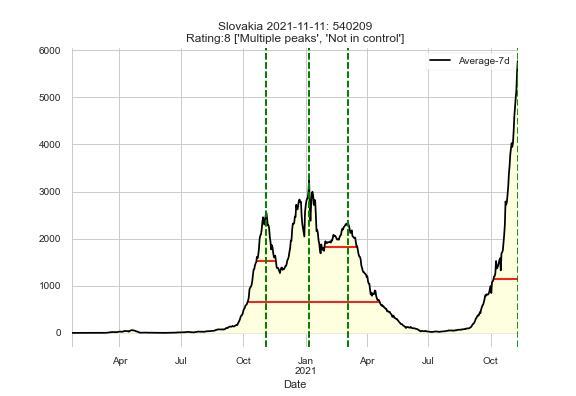 Slovakia 2021-11-11: 540209
Rating:8 ['Multiple peaks', 'Not in control']
6000
5000
4000
3000
2000
1000
0
Average-7d
Apr
Jul
Oct
Jan
2021
Apr
Jul
Oct
Date